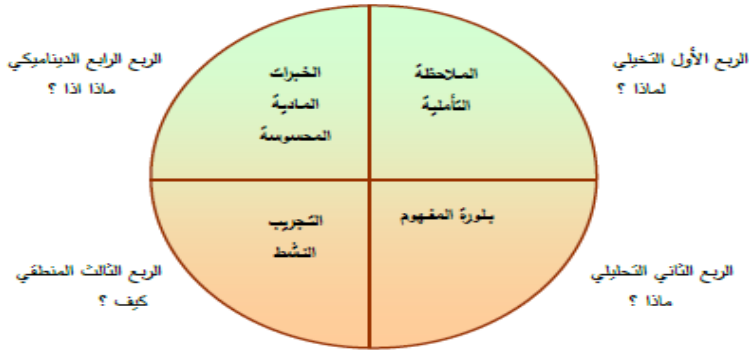 الربع الأول التخيلي
لماذا ؟
الملاحظة
التأملية
الخبرات
المادية
المحسوسة
الربع الرابع الديناميكي
ماذا اذا ؟
الربع الثاني التحليلي
ماذا ؟
بلورة المفهوم
التجريب
النشط
الربع الثالث المنطقي
كيف ؟